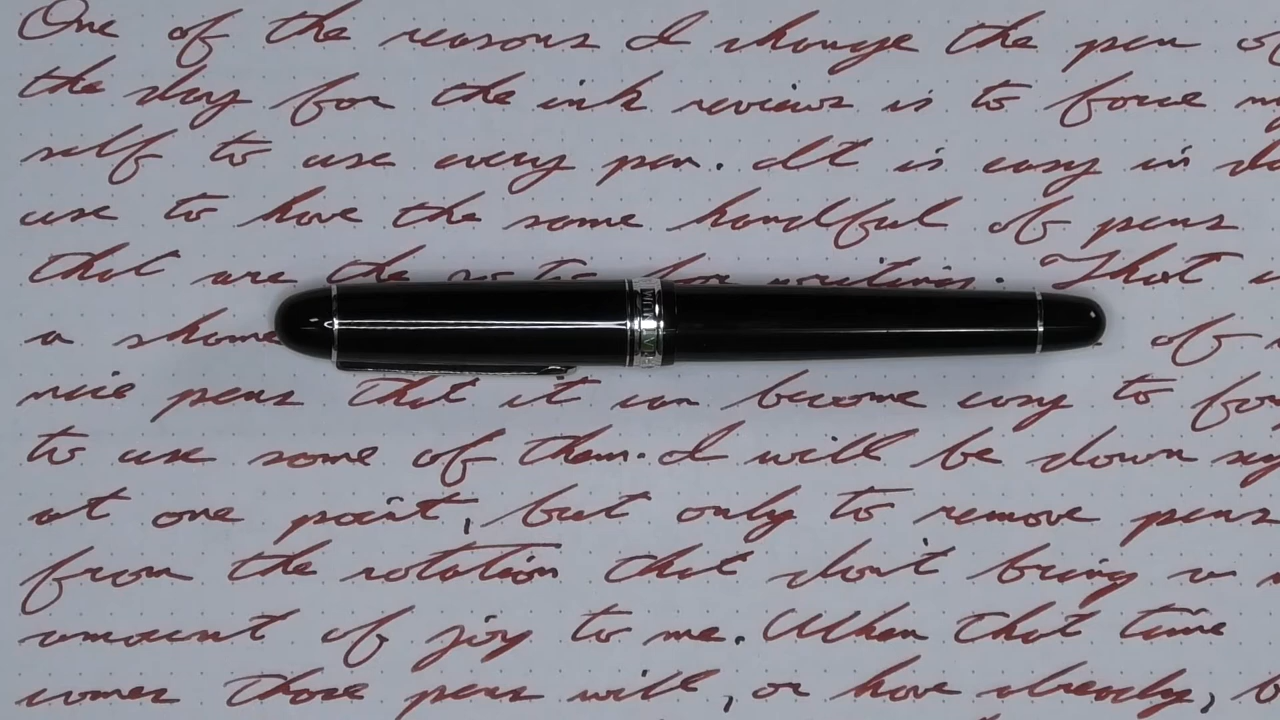 One of the reasons I change the pen of
the day for the ink reviews is to force my
self to use every pen. It is easy in
use to have the same handful of pens
that are the go to for writing. That
a shame of
nice pens that it can become easy to
to use some of them. I will be down
at one point, but only to remove pens
from the rotation that don't bring a
amount of joy to me. When that time
comes those pens will, or have already,